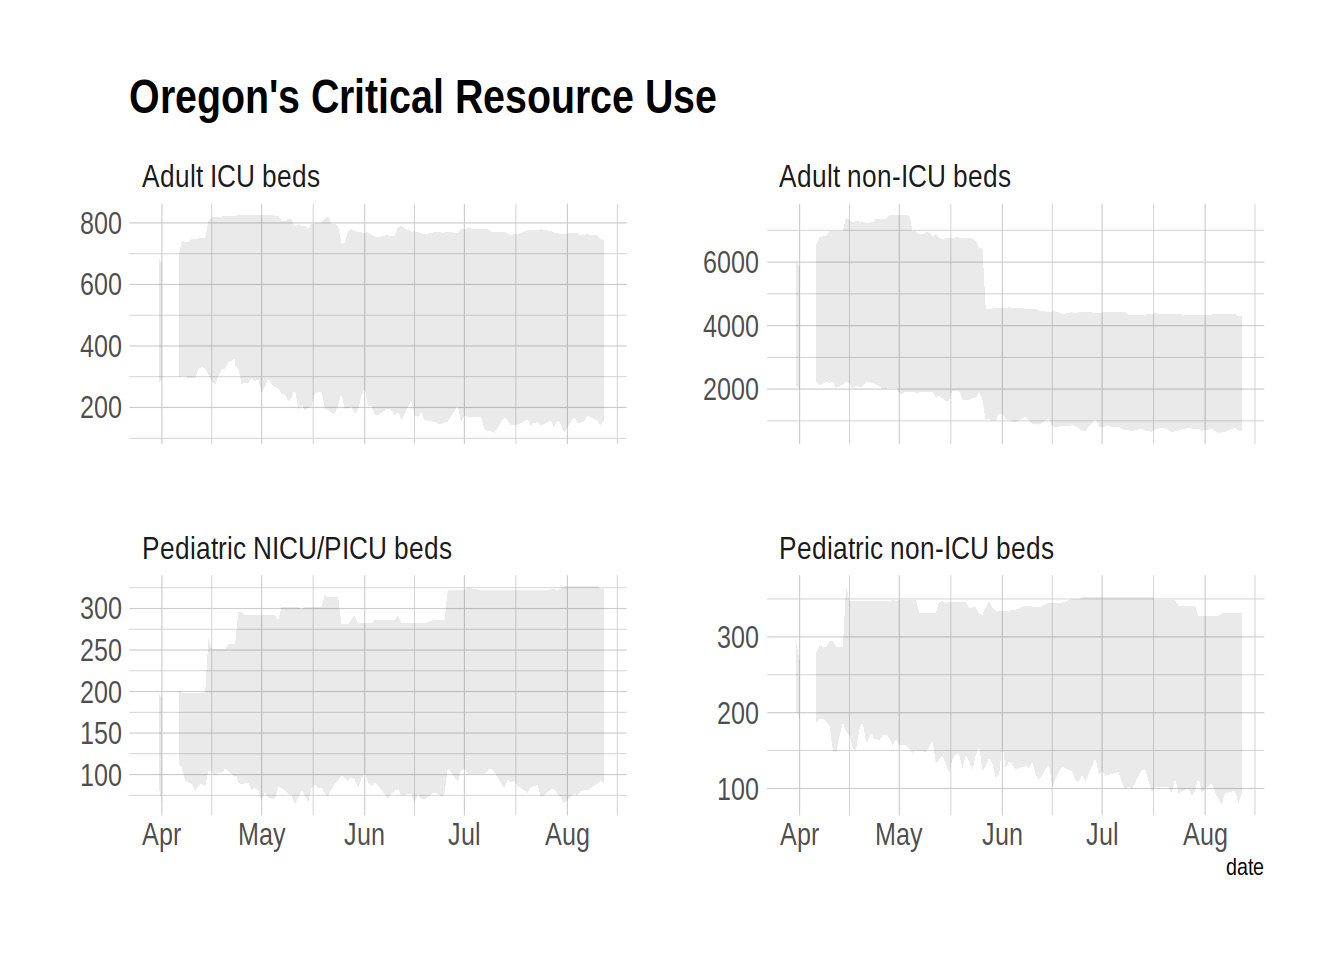 Oregon's Critical Resource Use
Adult ICU beds
800
600
400
200
Adult non-ICU beds
6000
4000
2000
Pediatric NICU/PICU beds
300
250
200
150
100
Apr May Jun Jul Aug
Pediatric non-ICU beds
300
200
100
Apr May Jun Jul Aug
date